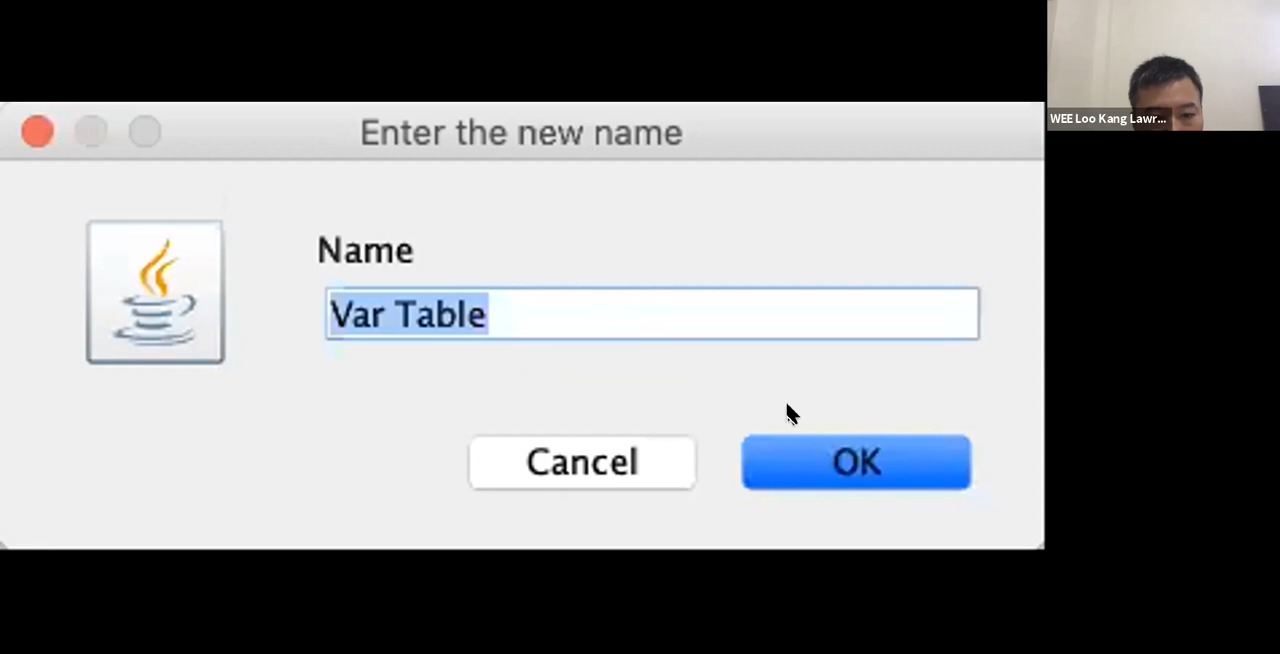 Enter the new name
WEE Loo Kang Lawr...
Name
Var Table
Cancel
OK